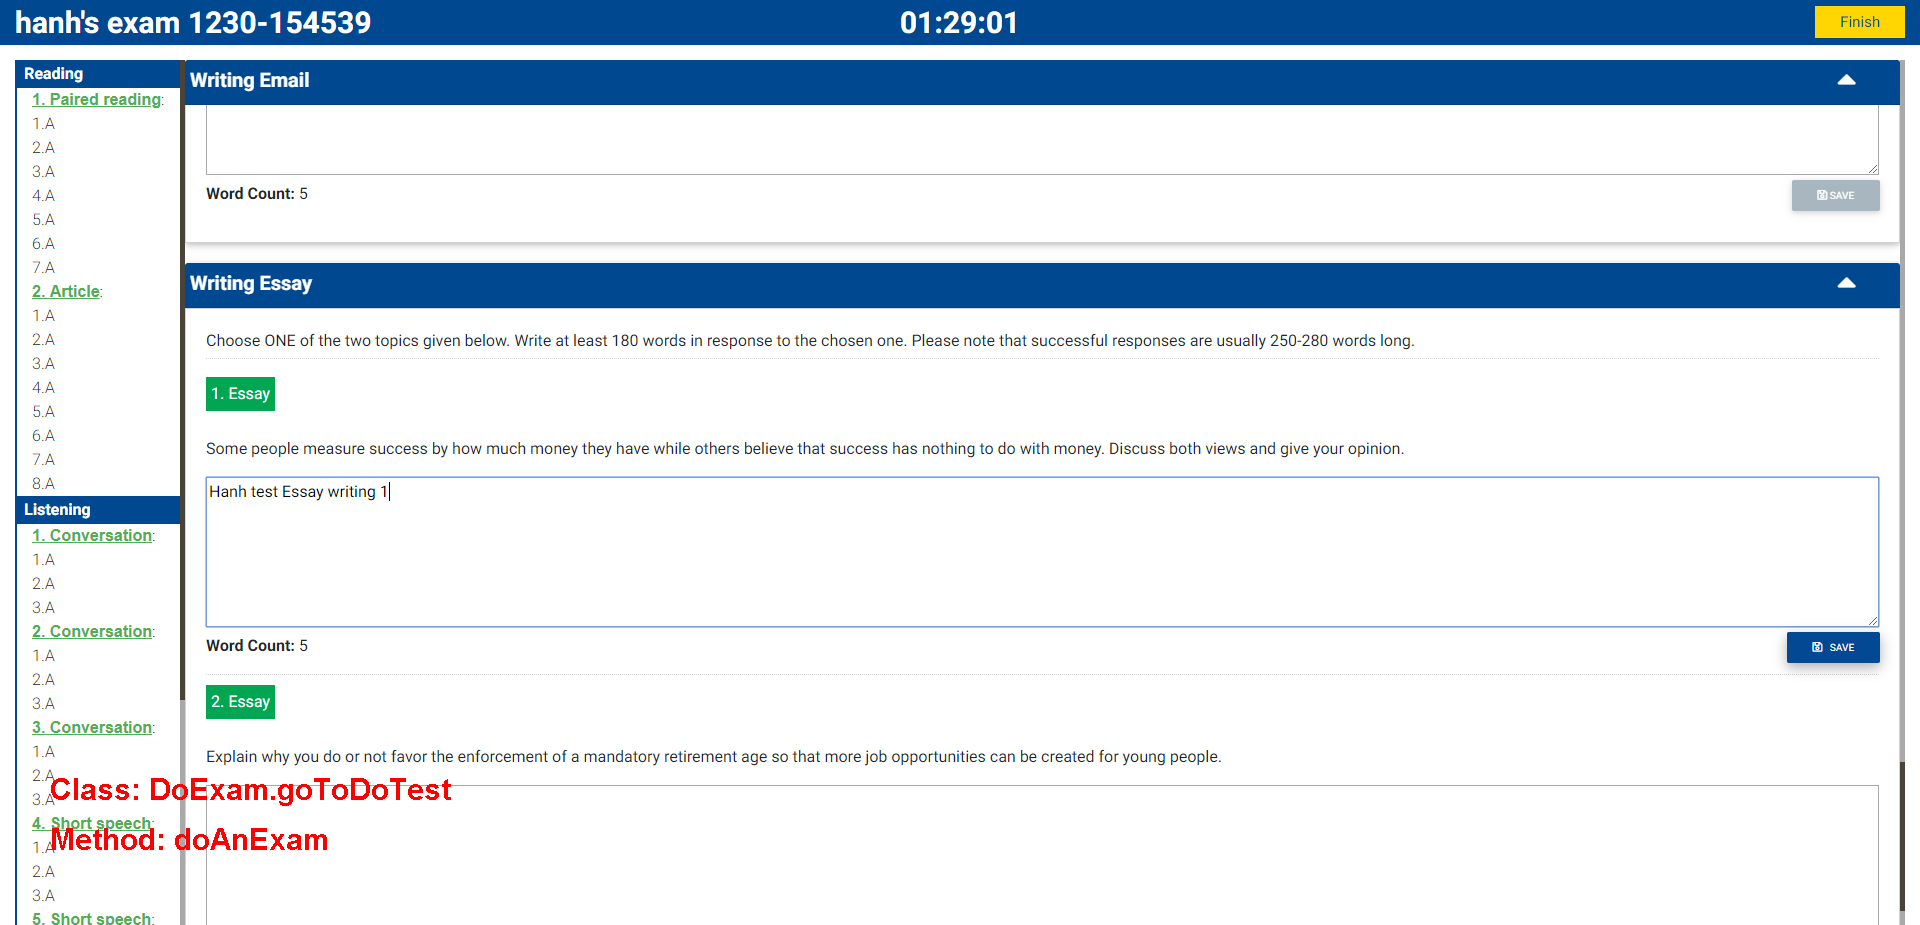 hanh's exam 1230-154539
01:29:01
Finish
Reading
1. Paired reading:
1.A
2.A
3.A
4.A
5.A
6.A
7.A
2. Article:
1.A
2.A
3.A
4.A
5.A
6.A
7.A
8.A
Listening
1. Conversation:
1.A
2.A
3.A
2. Conversation:
1.A
2.A
3.A
3. Conversation:
1.A
2.A
3.A
4. Short speech:
1.A
2.A
3.A
5. Short speech:
Writing Email
Word Count: 5
SAVE
Writing Essay
Choose ONE of the two topics given below. Write at least 180 words in response to the chosen one. Please note that successful responses are usually 250-280 words long.
1. Essay
Some people measure success by how much money they have while others believe that success has nothing to do with money. Discuss both views and give your opinion.
Hanh test Essay writing 1
Word Count: 5
SAVE
2. Essay
Explain why you do or not favor the enforcement of a mandatory retirement age so that more job opportunities can be created for young people.
Class: DoExam.goToDoTest
Method: doAnExam